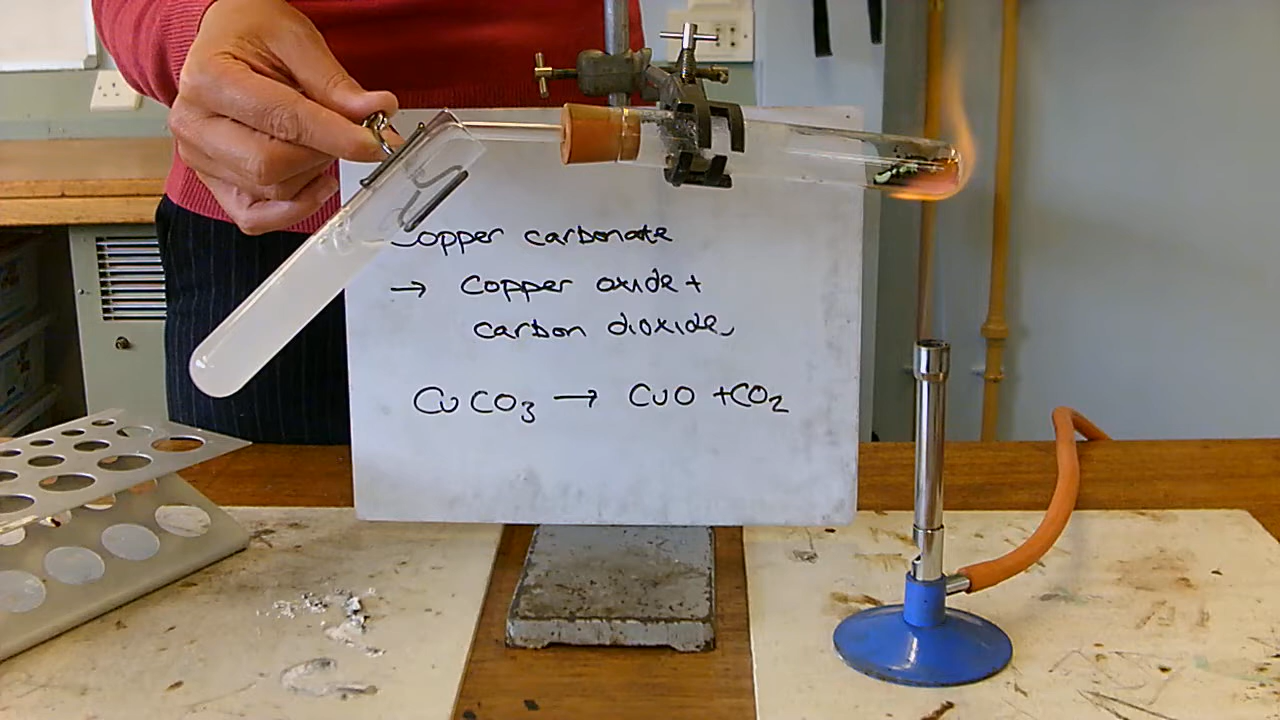 Copper carbonate
→ Copper oxide +
carbon dioxide
CuCO₃ → CuO + CO₂